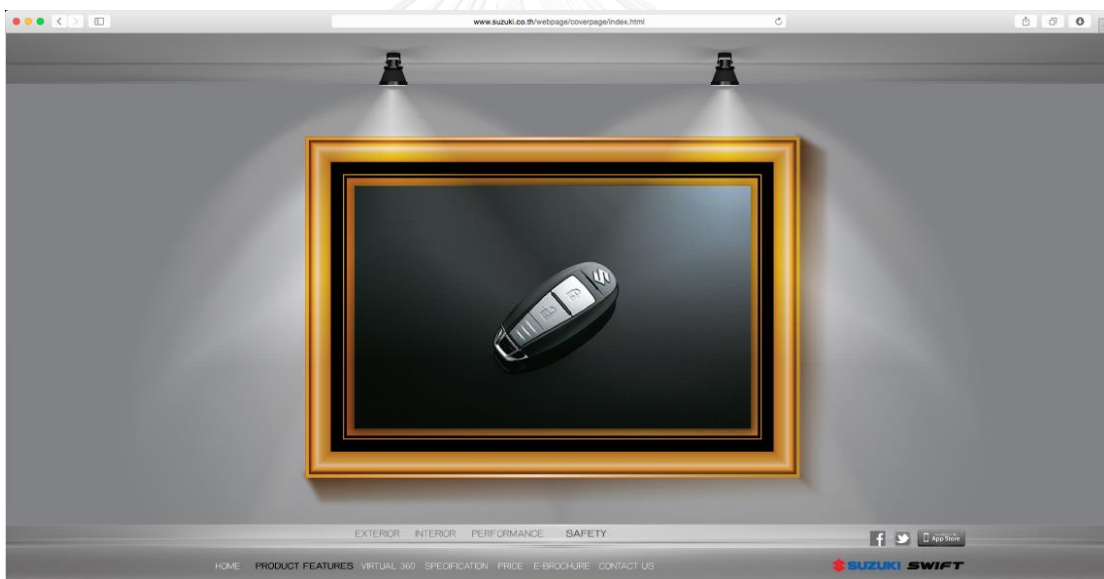 www.suzuki.co.th/webpage/coverpage/index.html
EXTERIOR INTERIOR PERFORMANCE SAFETY
App Store
HOME PRODUCT FEATURES VIRTUAL 360 SPECIFICATION PRICE E-BROCHURE CONTACT US
SUZUKI SWIFT